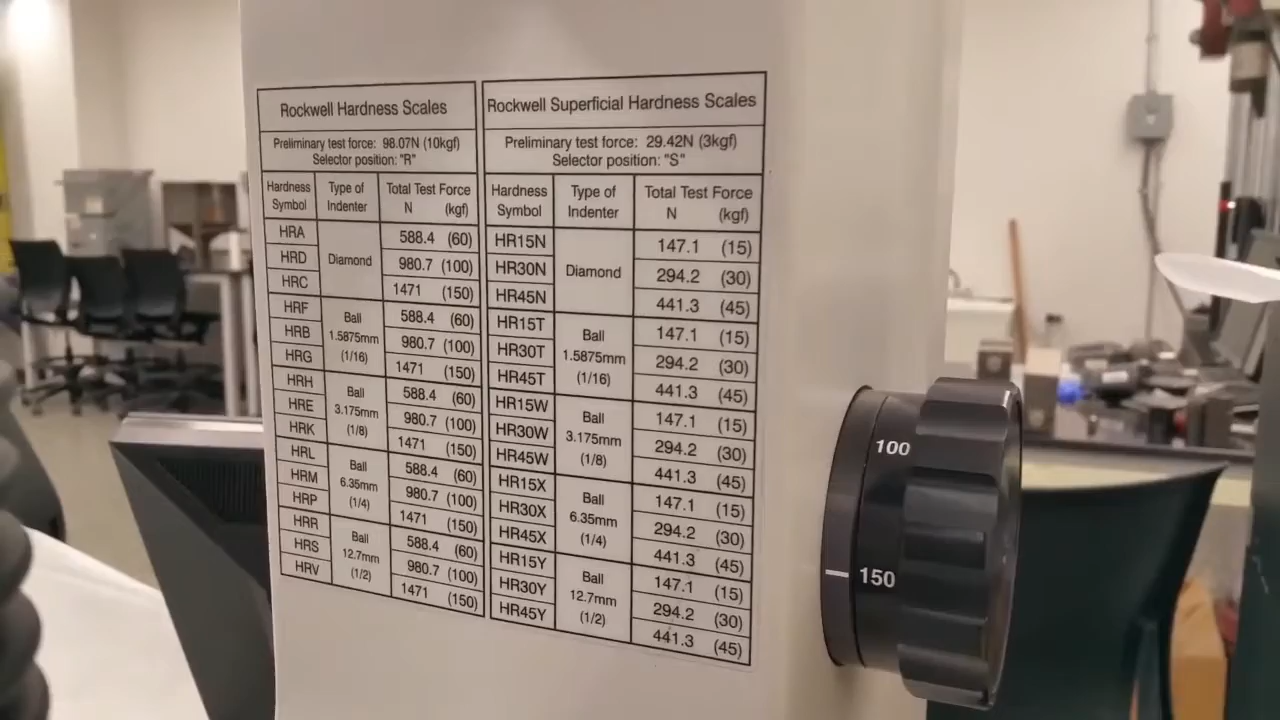 Rockwell Hardness Scales
Preliminary test force: 98.07N (10kgf)
Selector position: "R"
Hardness Symbol Type of Indenter Total Test Force N (kgf)
HRA Diamond 588.4 (60)
HRD 980.7 (100)
HRC 1471 (150)
HRF Ball 1.5875mm (1/16) 588.4 (60)
HRB 980.7 (100)
HRG 1471 (150)
HRH Ball 3.175mm (1/8) 588.4 (60)
HRE 980.7 (100)
HRK 1471 (150)
HRL Ball 6.35mm (1/4) 588.4 (60)
HRM 980.7 (100)
HRP 1471 (150)
HRR Ball 12.7mm (1/2) 588.4 (60)
HRS 980.7 (100)
HRV 1471 (150)
Rockwell Superficial Hardness Scales
Preliminary test force: 29.42N (3kgf)
Selector position: "S"
Hardness Symbol Type of Indenter Total Test Force N (kgf)
HR15N Diamond 147.1 (15)
HR30N 294.2 (30)
HR45N 441.3 (45)
HR15T Ball 1.5875mm (1/16) 147.1 (15)
HR30T 294.2 (30)
HR45T 441.3 (45)
HR15W Ball 3.175mm (1/8) 147.1 (15)
HR30W 294.2 (30)
HR45W 441.3 (45)
HR15X Ball 6.35mm (1/4) 147.1 (15)
HR30X 294.2 (30)
HR45X 441.3 (45)
HR15Y Ball 12.7mm (1/2) 147.1 (15)
HR30Y 294.2 (30)
HR45Y 441.3 (45)
100
150